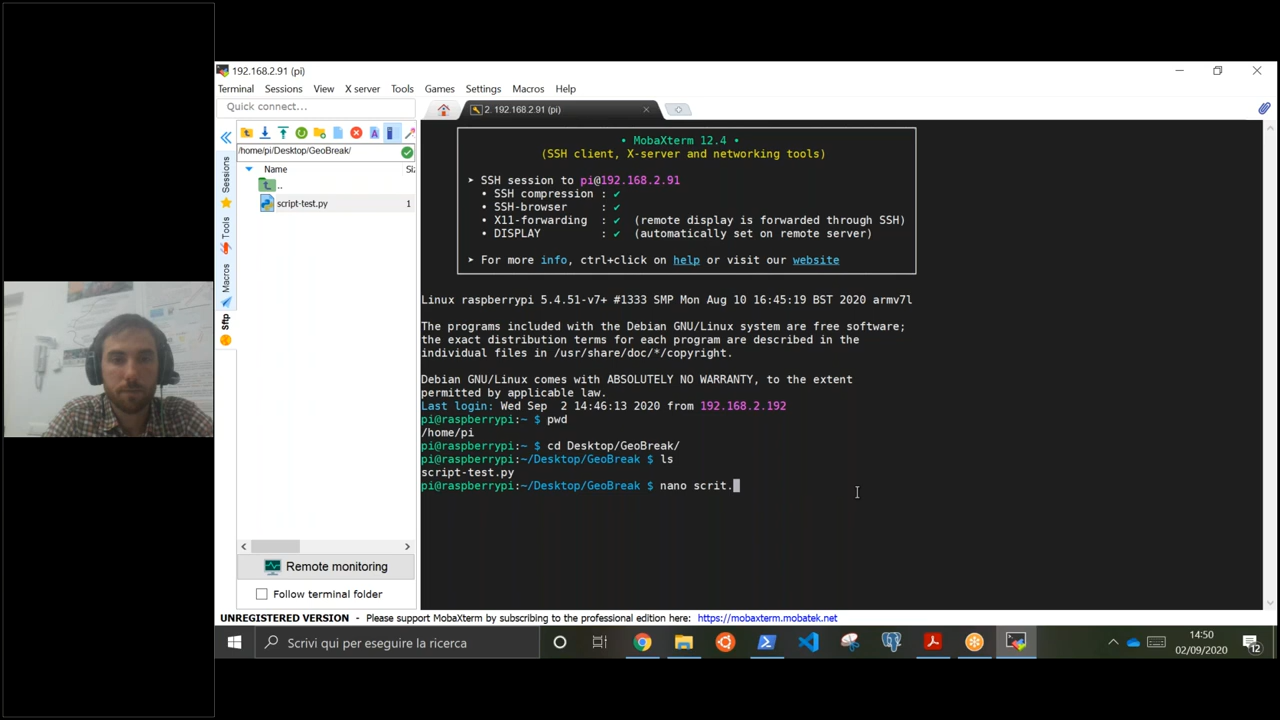 192.168.2.91 (pi)
Terminal Sessions View X server Tools Games Settings Macros Help
Quick connect...
2. 192.168.2.91 (pi)
/home/pi/Desktop/GeoBreak/
Name
..
script-test.py 1
Sessions
Tools
Macros
Sftp
• MobaXterm 12.4 •
(SSH client, X-server and networking tools)
➤ SSH session to pi@192.168.2.91
• SSH compression : ✔
• SSH-browser : ✔
• X11-forwarding : ✔ (remote display is forwarded through SSH)
• DISPLAY : ✔ (automatically set on remote server)
➤ For more info, ctrl+click on help or visit our website
Linux raspberrypi 5.4.51-v7+ #1333 SMP Mon Aug 10 16:45:19 BST 2020 armv7l
The programs included with the Debian GNU/Linux system are free software;
the exact distribution terms for each program are described in the
individual files in /usr/share/doc/*/copyright.
Debian GNU/Linux comes with ABSOLUTELY NO WARRANTY, to the extent
permitted by applicable law.
Last login: Wed Sep 2 14:46:13 2020 from 192.168.2.192
pi@raspberrypi:~ $ pwd
/home/pi
pi@raspberrypi:~ $ cd Desktop/GeoBreak/
pi@raspberrypi:~/Desktop/GeoBreak $ ls
script-test.py
pi@raspberrypi:~/Desktop/GeoBreak $ nano scrit.
Remote monitoring
Follow terminal folder
UNREGISTERED VERSION - Please support MobaXterm by subscribing to the professional edition here: https://mobaxterm.mobatek.net
Scrivi qui per eseguire la ricerca
14:50
02/09/2020
12